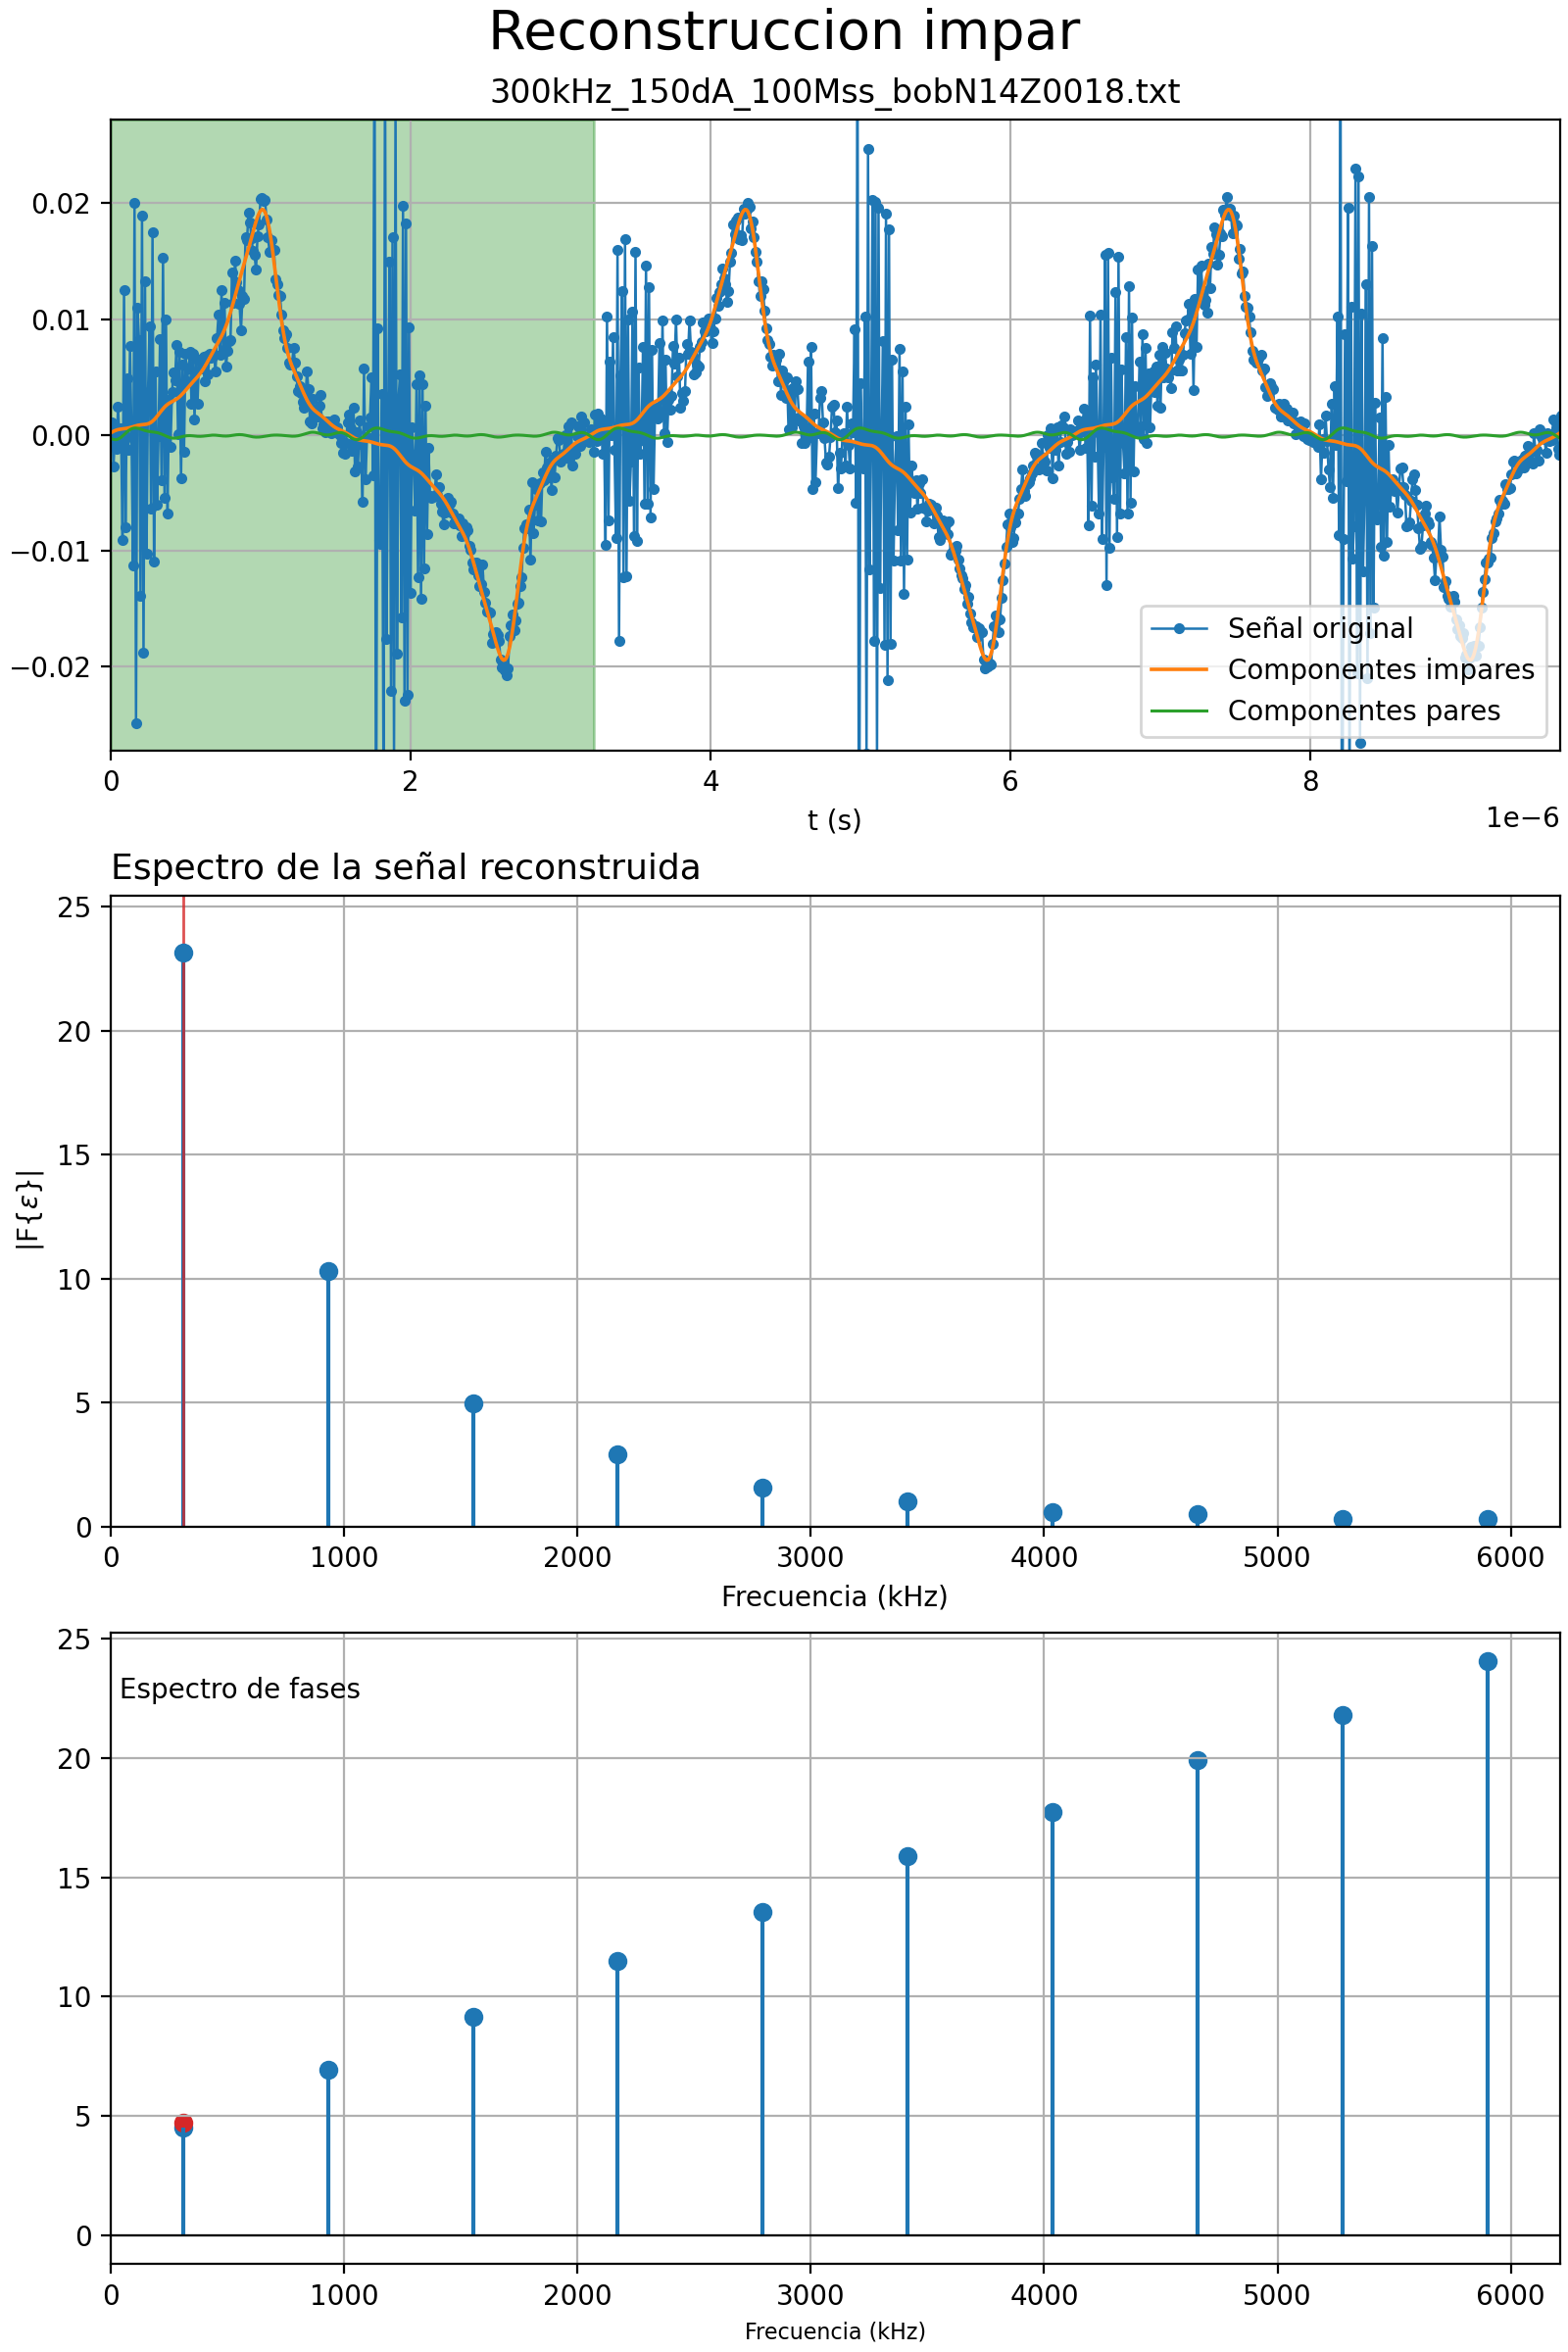 Reconstruccion impar
300kHz_150dA_100Mss_bobN14Z0018.txt
0.02
0.01
0.00
−0.01
−0.02
Señal original
Componentes impares
Componentes pares
0 2 4 6 8
1e−6
t (s)
Espectro de la señal reconstruida
25
20
15
10
5
0
|F{ε}|
0 1000 2000 3000 4000 5000 6000
Frecuencia (kHz)
25
Espectro de fases
20
15
10
5
0
0 1000 2000 3000 4000 5000 6000
Frecuencia (kHz)